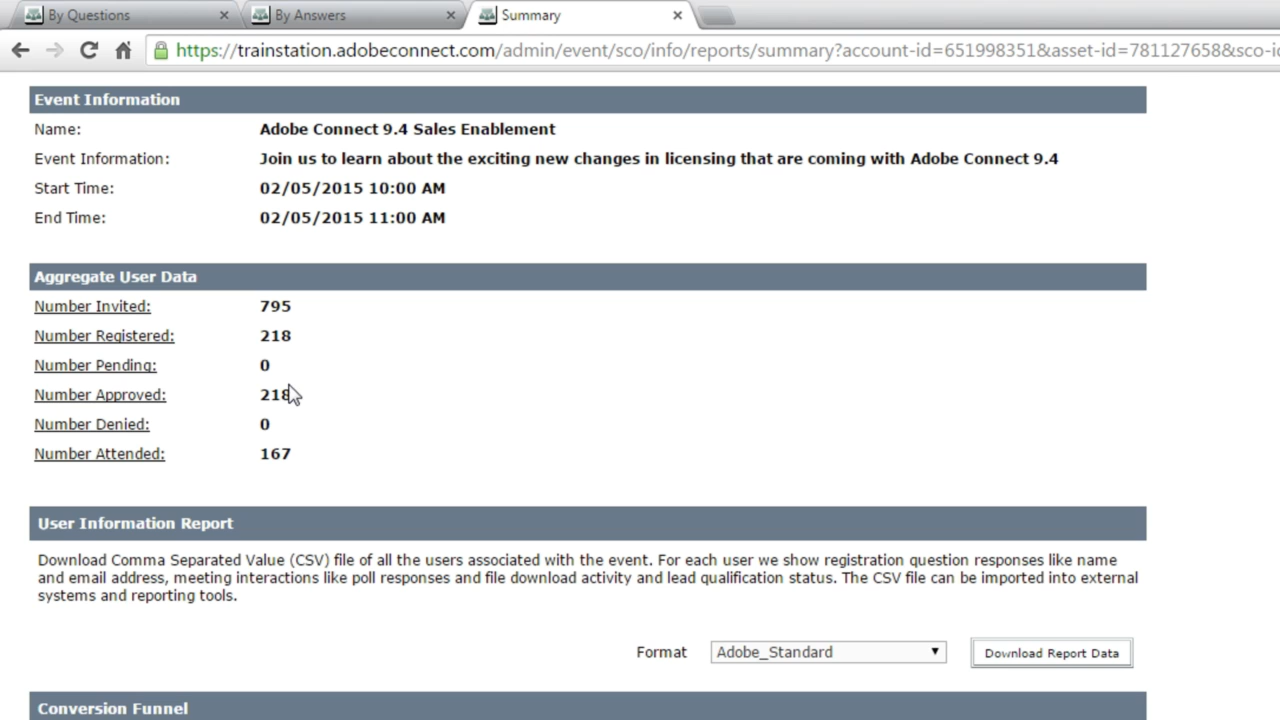 By Questions
By Answers
Summary
https://trainstation.adobeconnect.com/admin/event/sco/info/reports/summary?account-id=651998351&asset-id=781127658&sco-i
Event Information
Name: Adobe Connect 9.4 Sales Enablement
Event Information: Join us to learn about the exciting new changes in licensing that are coming with Adobe Connect 9.4
Start Time: 02/05/2015 10:00 AM
End Time: 02/05/2015 11:00 AM
Aggregate User Data
Number Invited: 795
Number Registered: 218
Number Pending: 0
Number Approved: 218
Number Denied: 0
Number Attended: 167
User Information Report
Download Comma Separated Value (CSV) file of all the users associated with the event. For each user we show registration question responses like name
and email address, meeting interactions like poll responses and file download activity and lead qualification status. The CSV file can be imported into external
systems and reporting tools.
Format Adobe_Standard Download Report Data
Conversion Funnel